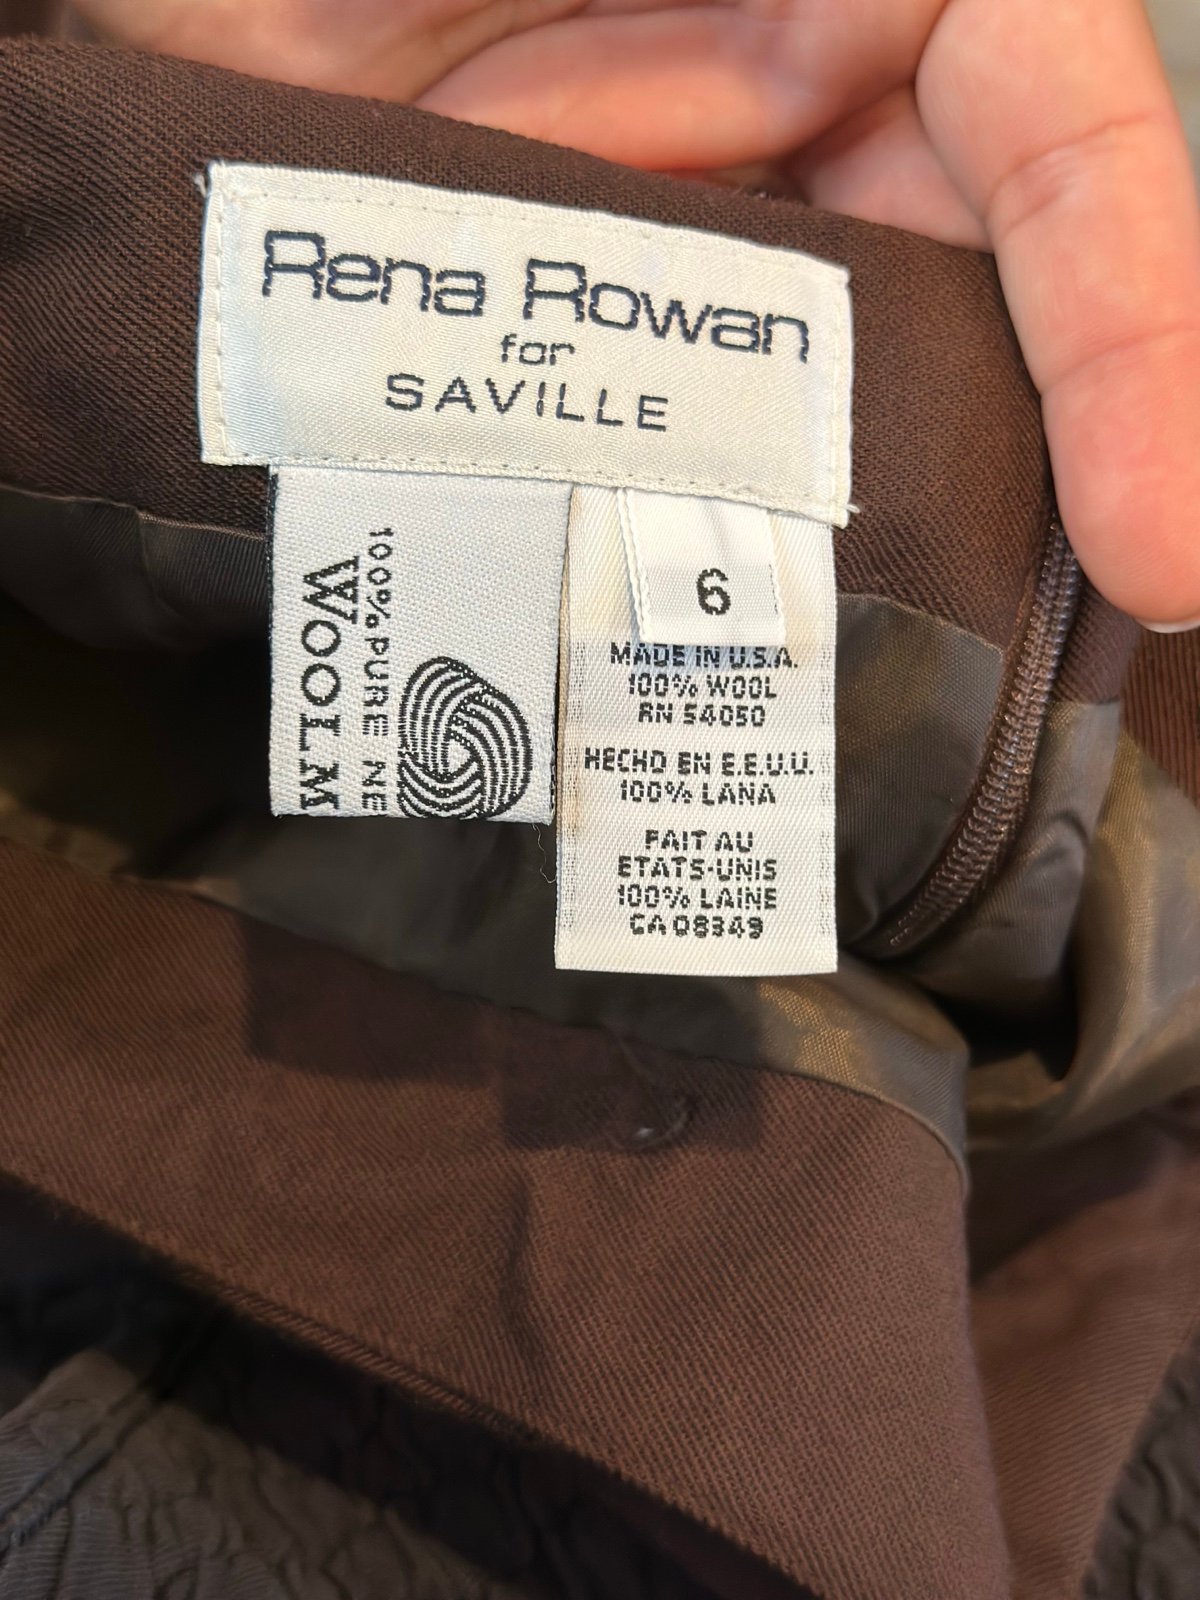 Rena Rowan
for
SAVILLE
100% PURE NE
WOOLM
6
MADE IN U.S.A.
100% WOOL
RN 54050
HECHO EN E.E.U.U.
100% LANA
FAIT AU
ETATS-UNIS
100% LAINE
CA 08349